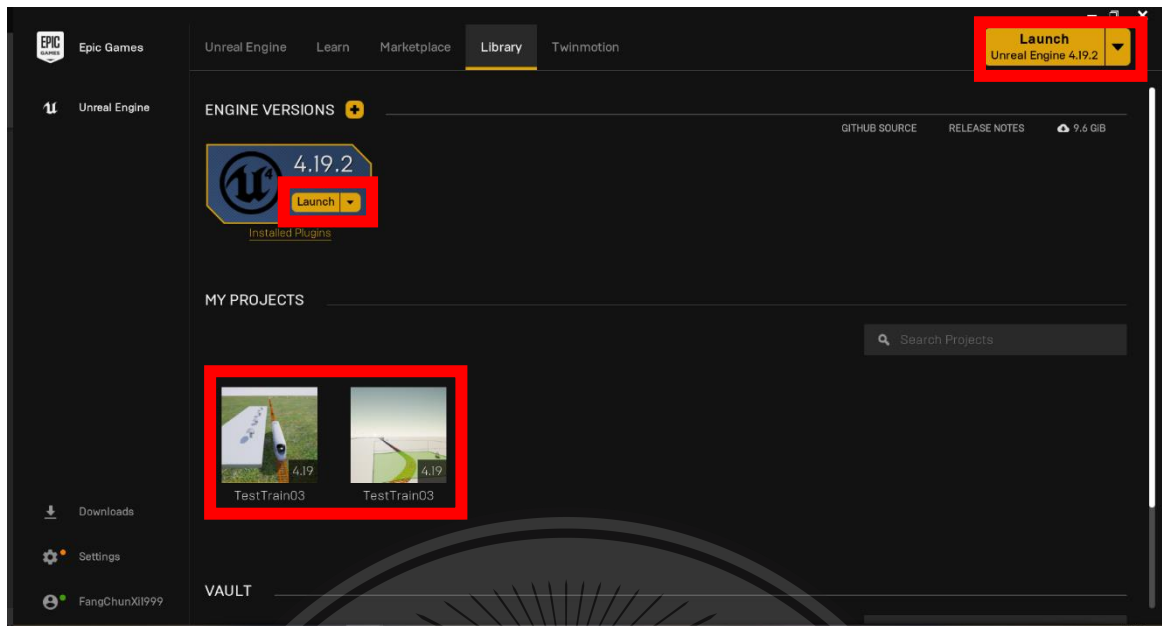 EPIC GAMES
Epic Games
Unreal Engine Learn Marketplace Library Twinmotion
Launch
Unreal Engine 4.19.2
Unreal Engine
ENGINE VERSIONS
GITHUB SOURCE RELEASE NOTES 9.6 GiB
4.19.2
Launch
Installed Plugins
MY PROJECTS
Search Projects
4.19 4.19
TestTrain03 TestTrain03
Downloads
Settings
FangChunXi1999
VAULT